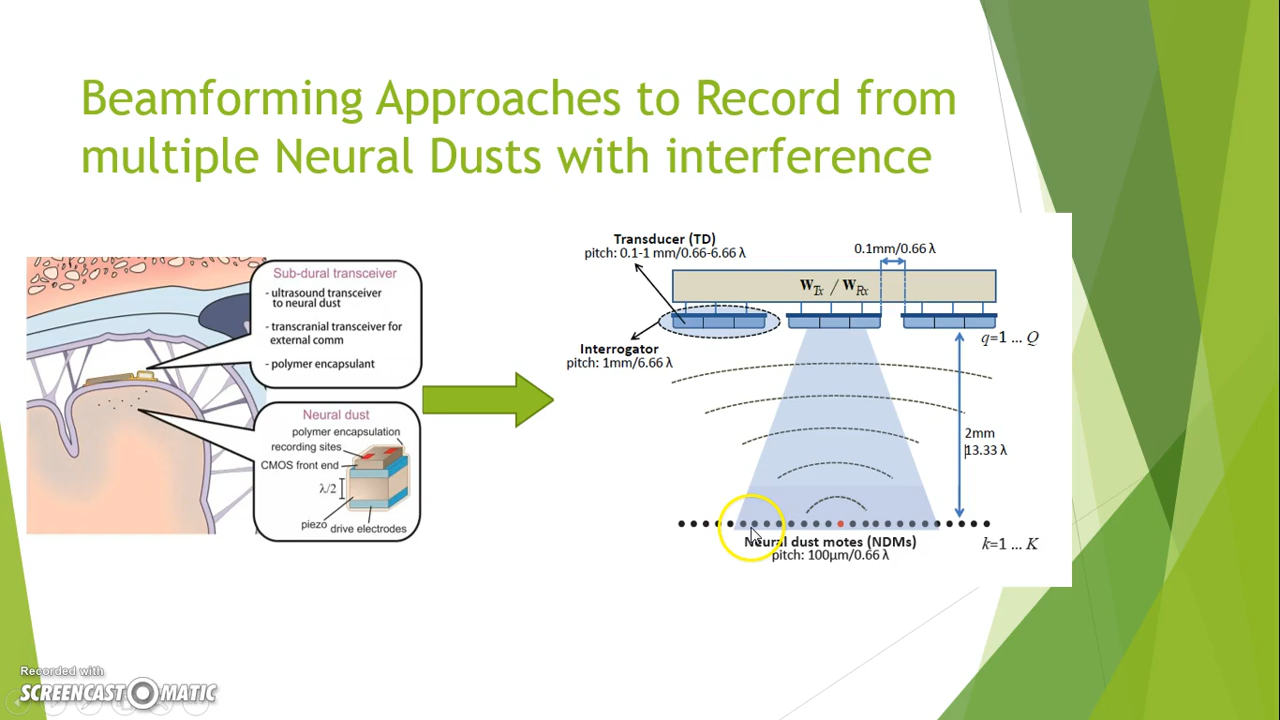 Beamforming Approaches to Record from
multiple Neural Dusts with interference
Sub-dural transceiver
- ultrasound transceiver
to neural dust
- transcranial transceiver for
external comm
- polymer encapsulant
Neural dust
polymer encapsulation
recording sites
CMOS front end
λ/2
piezo
drive electrodes
Transducer (TD)
pitch: 0.1-1 mm/0.66-6.66 λ
0.1mm/0.66 λ
W_Tx / W_Rx
Interrogator
pitch: 1mm/6.66 λ
q=1 ... Q
2mm
13.33 λ
Neural dust motes (NDMs)
pitch: 100µm/0.66 λ
k=1 ... K
Recorded with
SCREENCAST MATIC